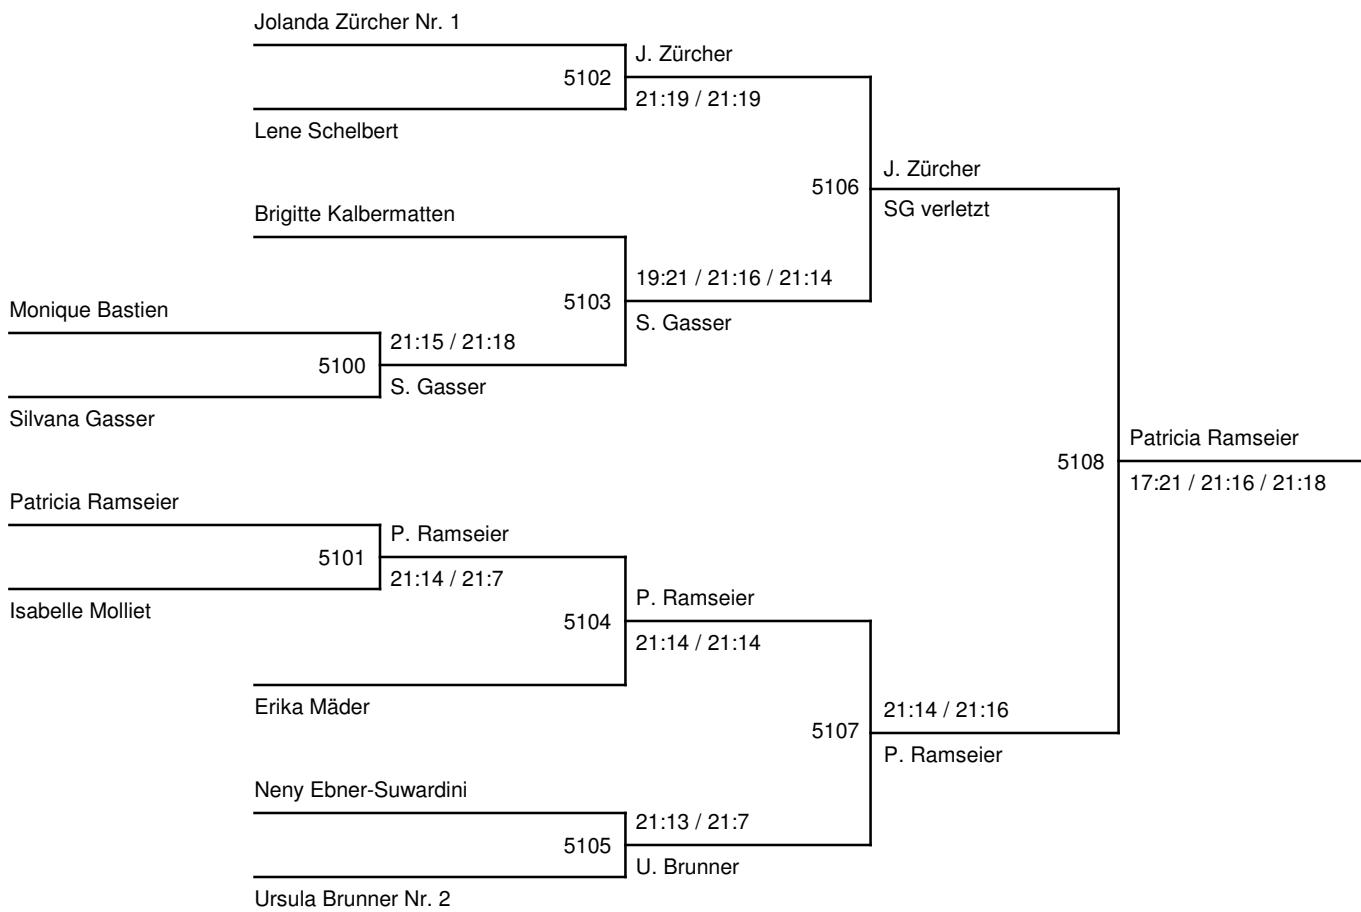 Jolanda Zürcher Nr. 1
J. Zürcher
5102
21:19 / 21:19
Lene Schelbert
J. Zürcher
5106
SG verletzt
Brigitte Kalbermatten
19:21 / 21:16 / 21:14
5103
S. Gasser
Monique Bastien
21:15 / 21:18
5100
S. Gasser
Silvana Gasser
Patricia Ramseier
5108
17:21 / 21:16 / 21:18
Patricia Ramseier
P. Ramseier
5101
21:14 / 21:7
Isabelle Molliet
P. Ramseier
5104
21:14 / 21:14
Erika Mäder
21:14 / 21:16
5107
P. Ramseier
Neny Ebner-Suwardini
21:13 / 21:7
5105
U. Brunner
Ursula Brunner Nr. 2